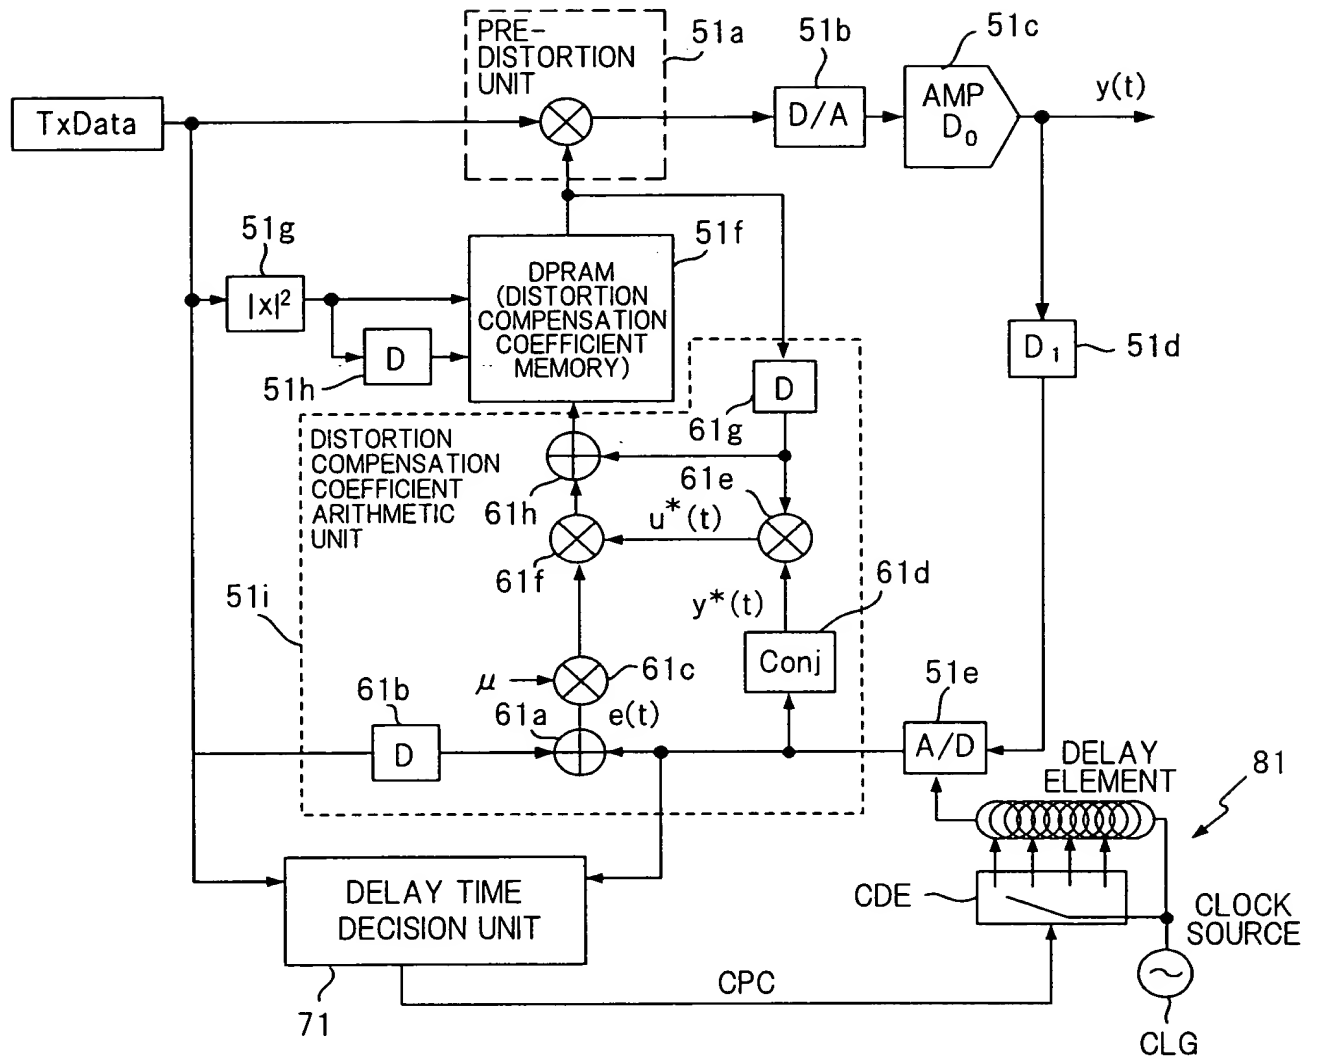 PRE-
DISTORTION
UNIT
51a
51b
51c
TxData
D/A
AMP
D0
y(t)
51g
|x|2
51f
DPRAM
(DISTORTION
COMPENSATION
COEFFICIENT
MEMORY)
D
51h
D
61g
D1
51d
DISTORTION
COMPENSATION
COEFFICIENT
ARITHMETIC
UNIT
61h
61e
u*(t)
61f
y*(t)
61d
51i
Conj
μ
61c
61b
61a
e(t)
51e
D
A/D
DELAY
ELEMENT
81
DELAY TIME
DECISION UNIT
CDE
CLOCK
SOURCE
CPC
71
CLG